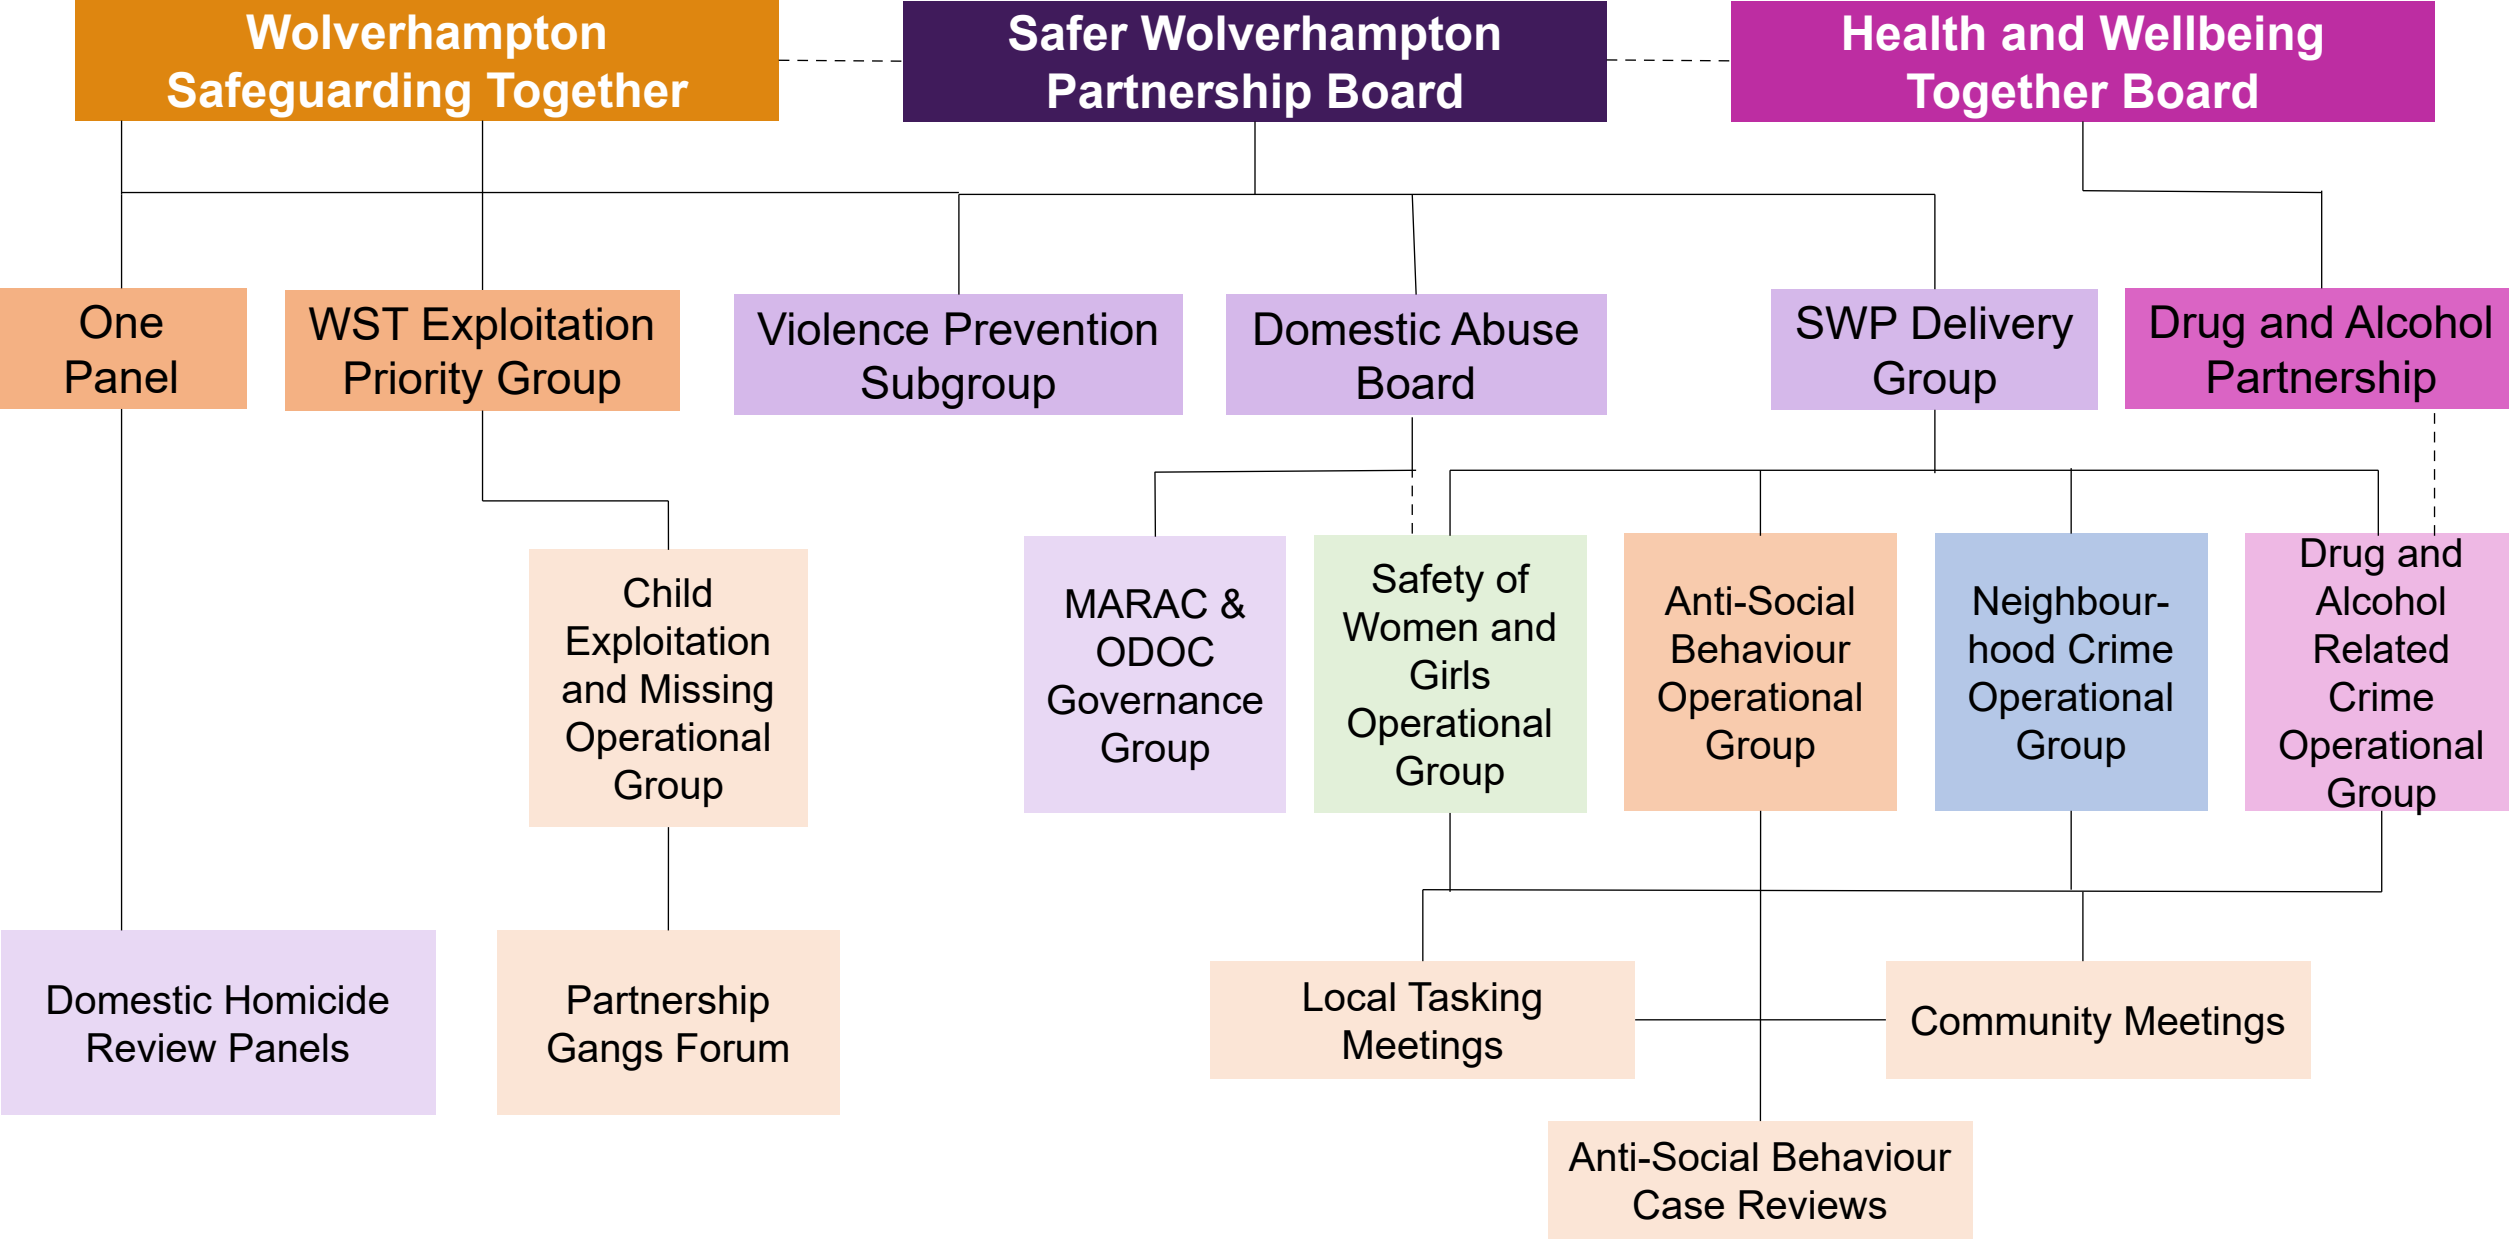 Wolverhampton
Safeguarding Together
Safer Wolverhampton
Partnership Board
Health and Wellbeing
Together Board
One
Panel
WST Exploitation
Priority Group
Violence Prevention
Subgroup
Domestic Abuse
Board
SWP Delivery
Group
Drug and Alcohol
Partnership
Child
Exploitation
and Missing
Operational
Group
MARAC &
ODOC
Governance
Group
Safety of
Women and
Girls
Operational
Group
Anti-Social
Behaviour
Operational
Group
Neighbour-
hood Crime
Operational
Group
Drug and
Alcohol
Related
Crime
Operational
Group
Domestic Homicide
Review Panels
Partnership
Gangs Forum
Local Tasking
Meetings
Community Meetings
Anti-Social Behaviour
Case Reviews